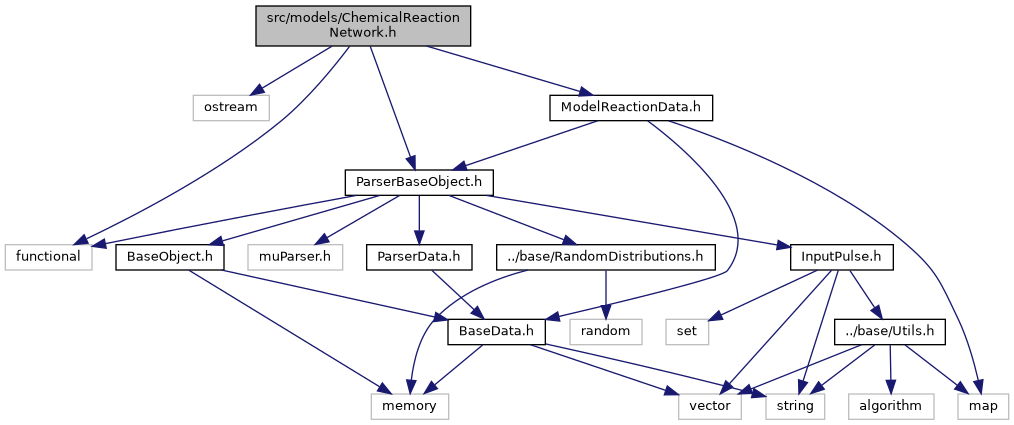 src/models/ChemicalReaction
Network.h
ostream
ModelReactionData.h
ParserBaseObject.h
functional
BaseObject.h
muParser.h
ParserData.h
../base/RandomDistributions.h
InputPulse.h
BaseData.h
random
set
../base/Utils.h
memory
vector
string
algorithm
map